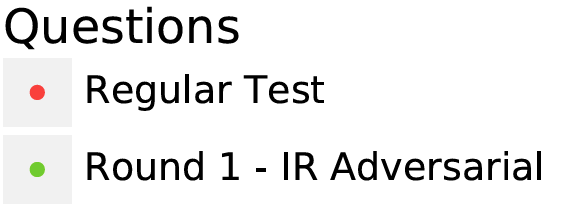 Questions
Regular Test
Round 1 - IR Adversarial